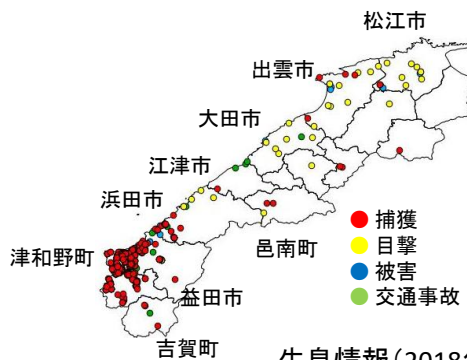 松江市
出雲市
大田市
江津市
浜田市
津和野町
邑南町
益田市
吉賀町
捕獲
目撃
被害
交通事故
生息情報(2018